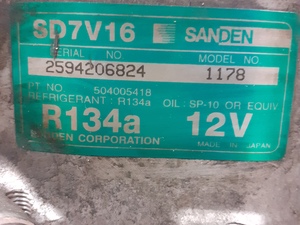 SD7V16 SANDEN
SERIAL NO. MODEL NO
2594206824 1178
PT NO 504005418
REFRIGERANT : R134a OIL : SP-10 OR EQUIV
R134a 12V
CORPORATION MADE IN JAPAN